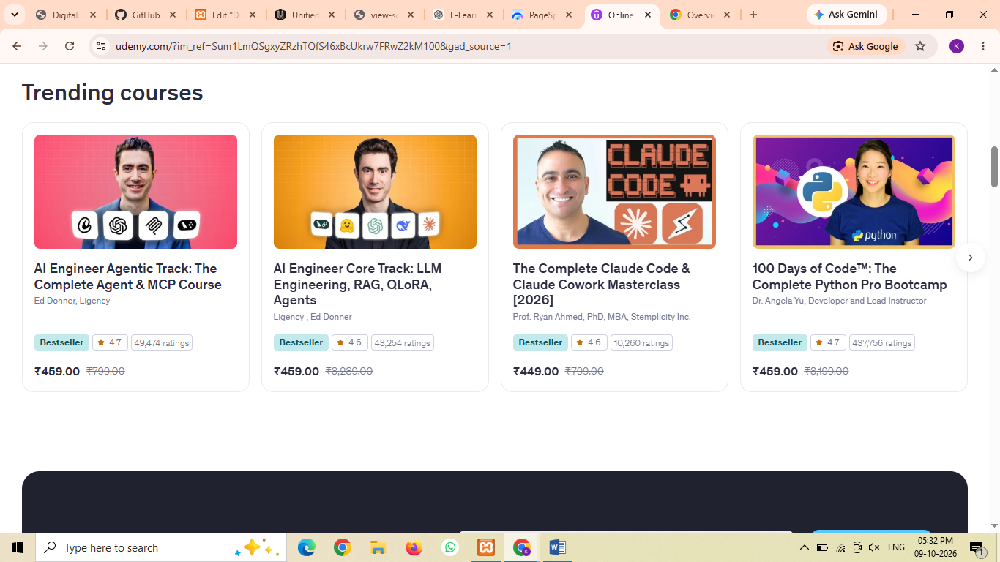 Digital
GitHub
Edit "D
Unified
view-s
E-Lear
PageSp
Online
Overvi
Ask Gemini
udemy.com/?im_ref=Sum1LmQSgxyZRzhTQfS46xBcUkrw7FRwZ2kM100&gad_source=1
Ask Google
K
Trending courses
CLAUDE
CODE
python
AI Engineer Agentic Track: The
Complete Agent & MCP Course
Ed Donner, Ligency
Bestseller
4.7
49,474 ratings
₹459.00 ₹799.00
AI Engineer Core Track: LLM
Engineering, RAG, QLoRA,
Agents
Ligency , Ed Donner
Bestseller
4.6
43,254 ratings
₹459.00 ₹3,289.00
The Complete Claude Code &
Claude Cowork Masterclass
[2026]
Prof. Ryan Ahmed, PhD, MBA, Stemplicity Inc.
Bestseller
4.6
10,260 ratings
₹449.00 ₹799.00
100 Days of Code™: The
Complete Python Pro Bootcamp
Dr. Angela Yu, Developer and Lead Instructor
Bestseller
4.7
437,756 ratings
₹459.00 ₹3,199.00
Type here to search
ENG
05:32 PM
09-10-2026
1